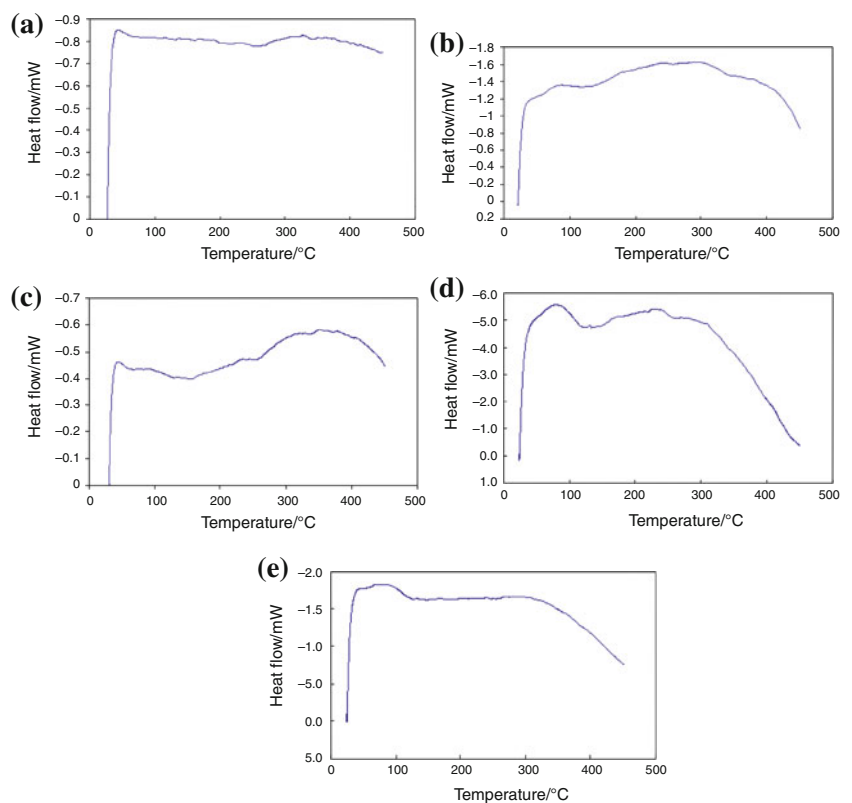 (a)
−0.9
−0.8
−0.7
−0.6
−0.5
−0.4
−0.3
−0.2
−0.1
0
Heat flow/mW
0 100 200 300 400 500
Temperature/°C
(b)
−1.8
−1.6
−1.4
−1.2
−1
−0.8
−0.6
−0.4
−0.2
0
0.2
Heat flow/mW
0 100 200 300 400 500
Temperature/°C
(c)
−0.7
−0.6
−0.5
−0.4
−0.3
−0.2
−0.1
0
Heat flow/mW
0 100 200 300 400 500
Temperature/°C
(d)
−6.0
−5.0
−4.0
−3.0
−2.0
−1.0
0.0
1.0
Heat flow/mW
0 100 200 300 400 500
Temperature/°C
(e)
−2.0
−1.5
−1.0
−5.0
0.0
5.0
Heat flow/mW
0 100 200 300 400 500
Temperature/°C